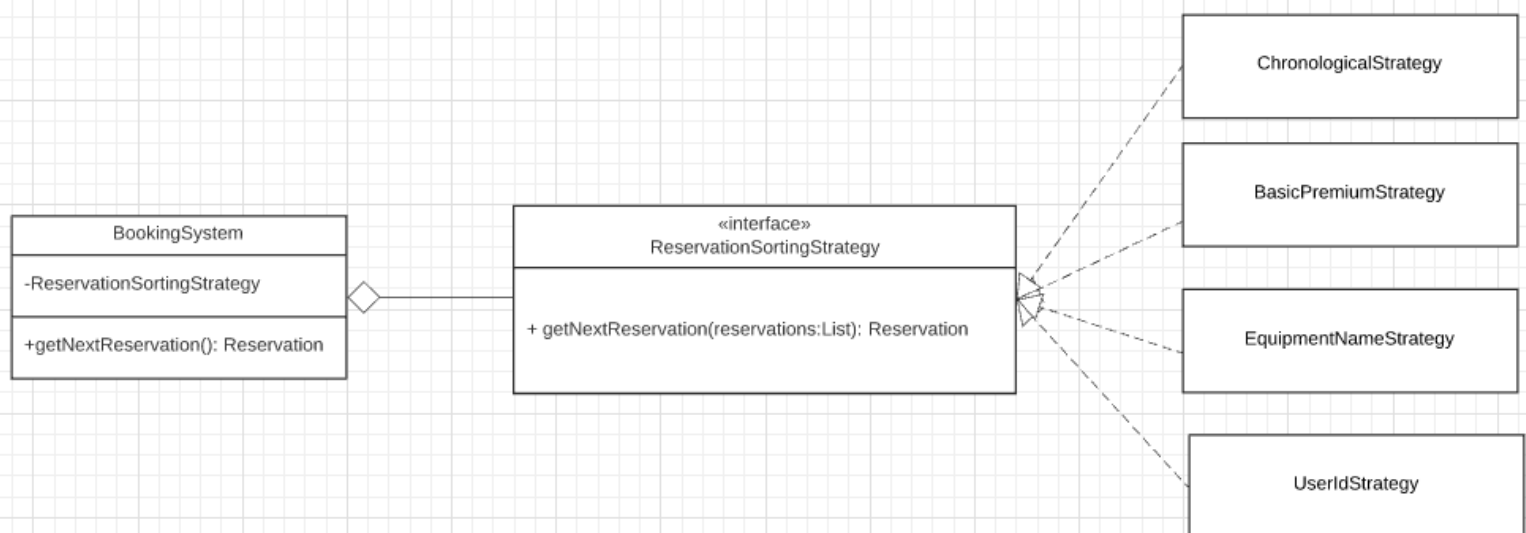 BookingSystem
-ReservationSortingStrategy
+getNextReservation(): Reservation
«interface»
ReservationSortingStrategy
+ getNextReservation(reservations:List): Reservation
ChronologicalStrategy
BasicPremiumStrategy
EquipmentNameStrategy
UserIdStrategy